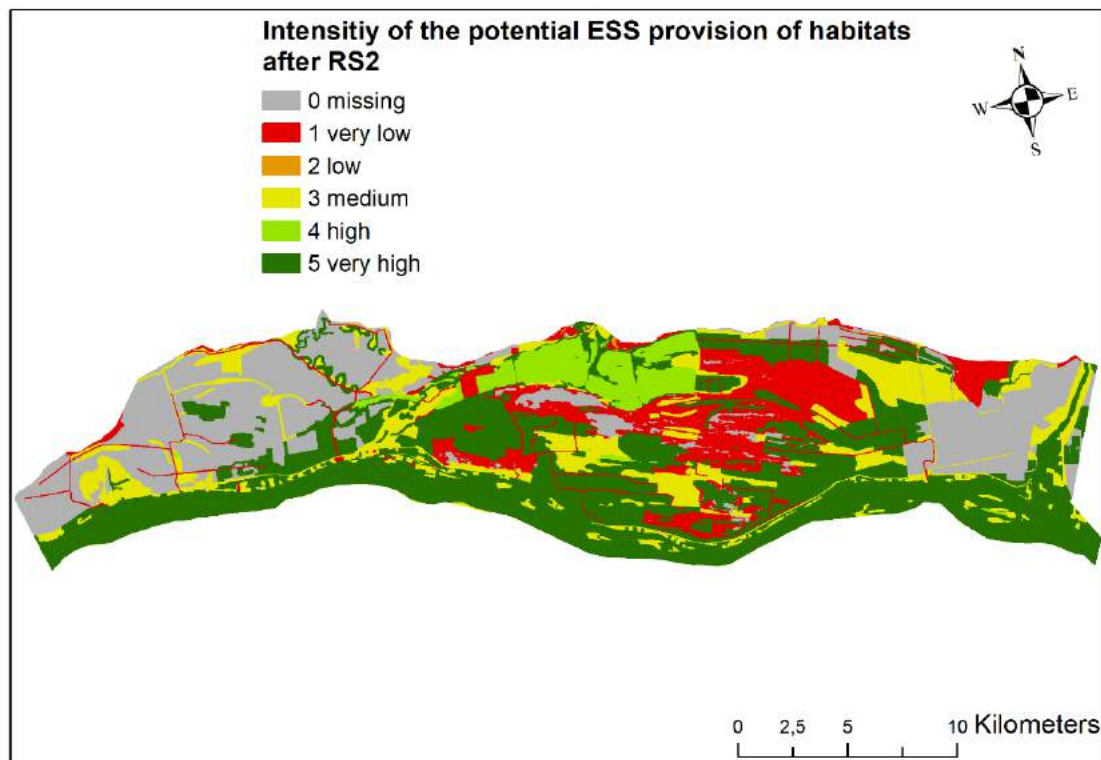 Intensitiy of the potential ESS provision of habitats
after RS2
0 missing
1 very low
2 low
3 medium
4 high
5 very high
N
W E
S
0 2,5 5 10 Kilometers